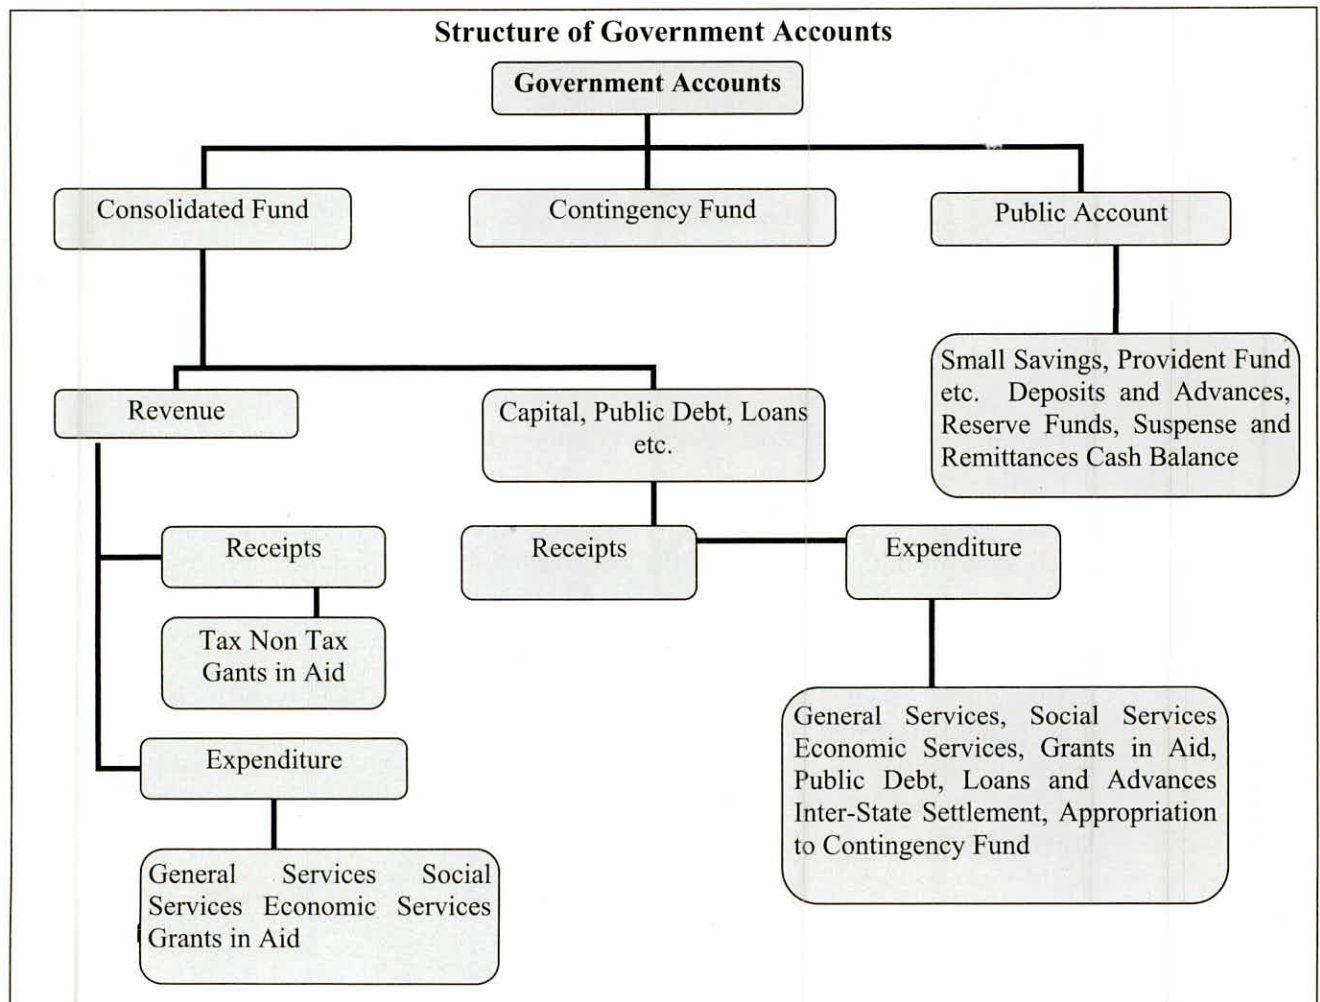 Structure of Government Accounts
Government Accounts
Consolidated Fund
Contingency Fund
Public Account
Small Savings, Provident Fund
etc. Deposits and Advances,
Reserve Funds, Suspense and
Remittances Cash Balance
Revenue
Capital, Public Debt, Loans
etc.
Receipts
Tax Non Tax
Gants in Aid
Expenditure
General Services Social
Services Economic Services
Grants in Aid
Receipts
Expenditure
General Services, Social Services
Economic Services, Grants in Aid,
Public Debt, Loans and Advances
Inter-State Settlement, Appropriation
to Contingency Fund